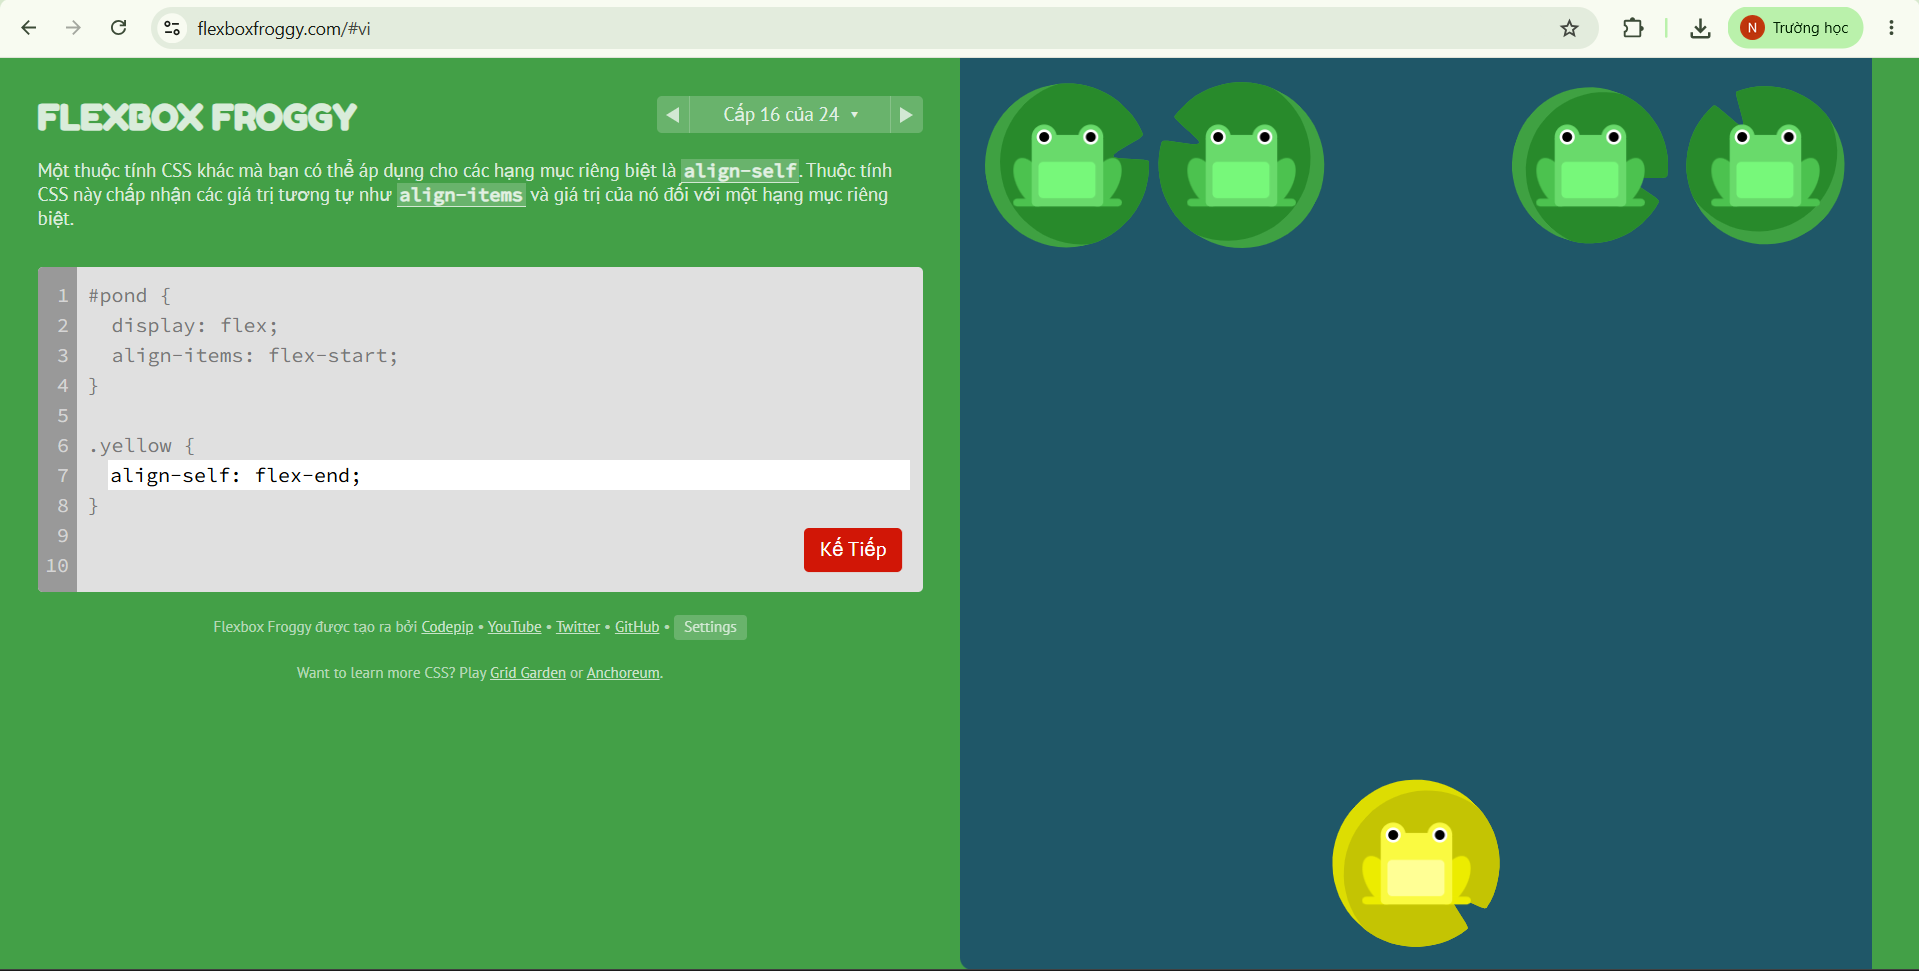 flexboxfroggy.com/#vi
N Trường học
FLEXBOX FROGGY
Cấp 16 của 24
Một thuộc tính CSS khác mà bạn có thể áp dụng cho các hạng mục riêng biệt là align-self. Thuộc tính
CSS này chấp nhận các giá trị tương tự như align-items và giá trị của nó đối với một hạng mục riêng
biệt.
1 #pond {
2 display: flex;
3 align-items: flex-start;
4 }
5
6 .yellow {
7 align-self: flex-end;
8 }
9
10
Kế Tiếp
Flexbox Froggy được tạo ra bởi Codepip • YouTube • Twitter • GitHub • Settings
Want to learn more CSS? Play Grid Garden or Anchoreum.